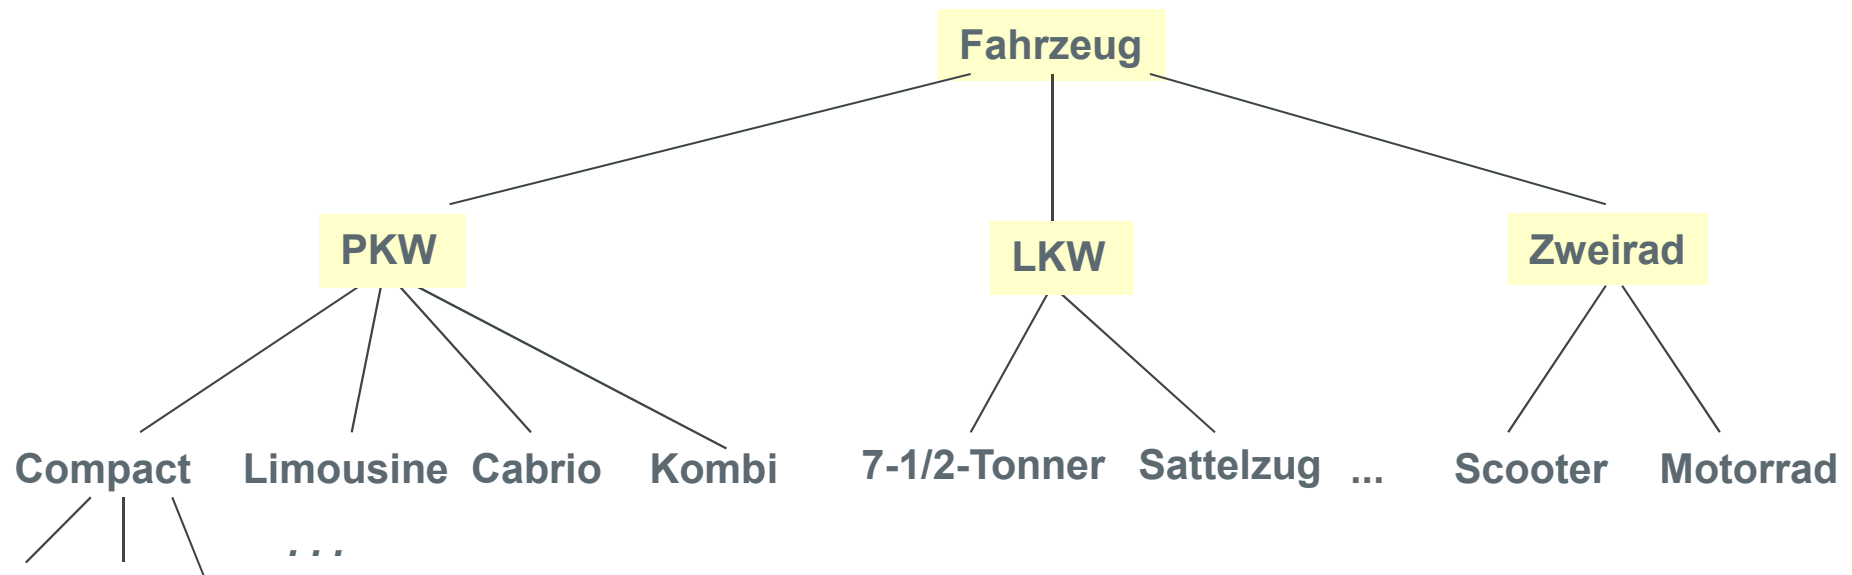 Fahrzeug
PKW LKW Zweirad
Compact Limousine Cabrio Kombi 7-1/2-Tonner Sattelzug ... Scooter Motorrad
. . .